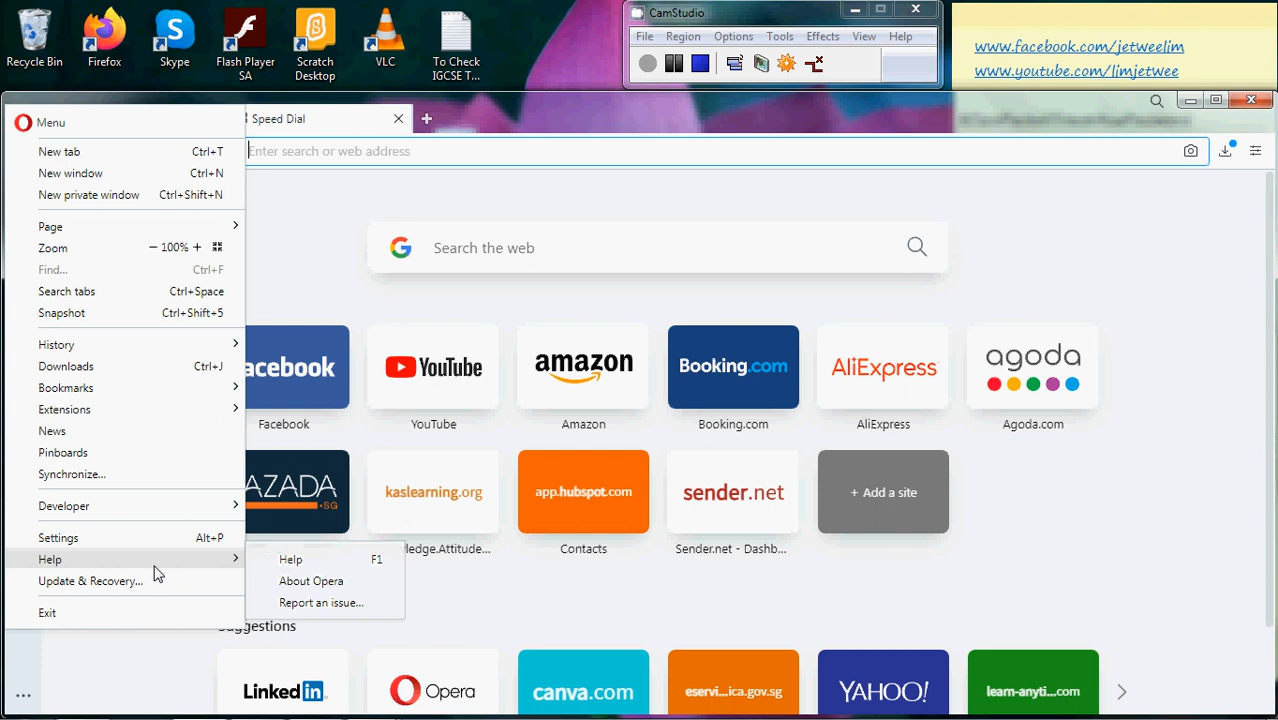 Recycle Bin
Firefox
Skype
Flash Player
SA
Scratch
Desktop
VLC
To Check
IGCSE T...
CamStudio
File Region Options Tools Effects View Help
www.facebook.com/jetweelim
www.youtube.com/limjetwee
Menu
Speed Dial
Enter search or web address
New tab Ctrl+T
New window Ctrl+N
New private window Ctrl+Shift+N
Page
Zoom − 100% +
Find... Ctrl+F
Search tabs Ctrl+Space
Snapshot Ctrl+Shift+5
History
Downloads Ctrl+J
Bookmarks
Extensions
News
Pinboards
Synchronize...
Developer
Settings Alt+P
Help
Update & Recovery...
Exit
Help F1
About Opera
Report an issue...
Search the web
acebook
YouTube
amazon
Booking.com
AliExpress
agoda
Facebook
YouTube
Amazon
Booking.com
AliExpress
Agoda.com
AZADA
.SG
kaslearning.org
app.hubspot.com
sender.net
+ Add a site
ledge.Attitude...
Contacts
Sender.net - Dashb...
Suggestions
LinkedIn
Opera
canva.com
eservi...ica.gov.sg
YAHOO!
learn-anyti...com